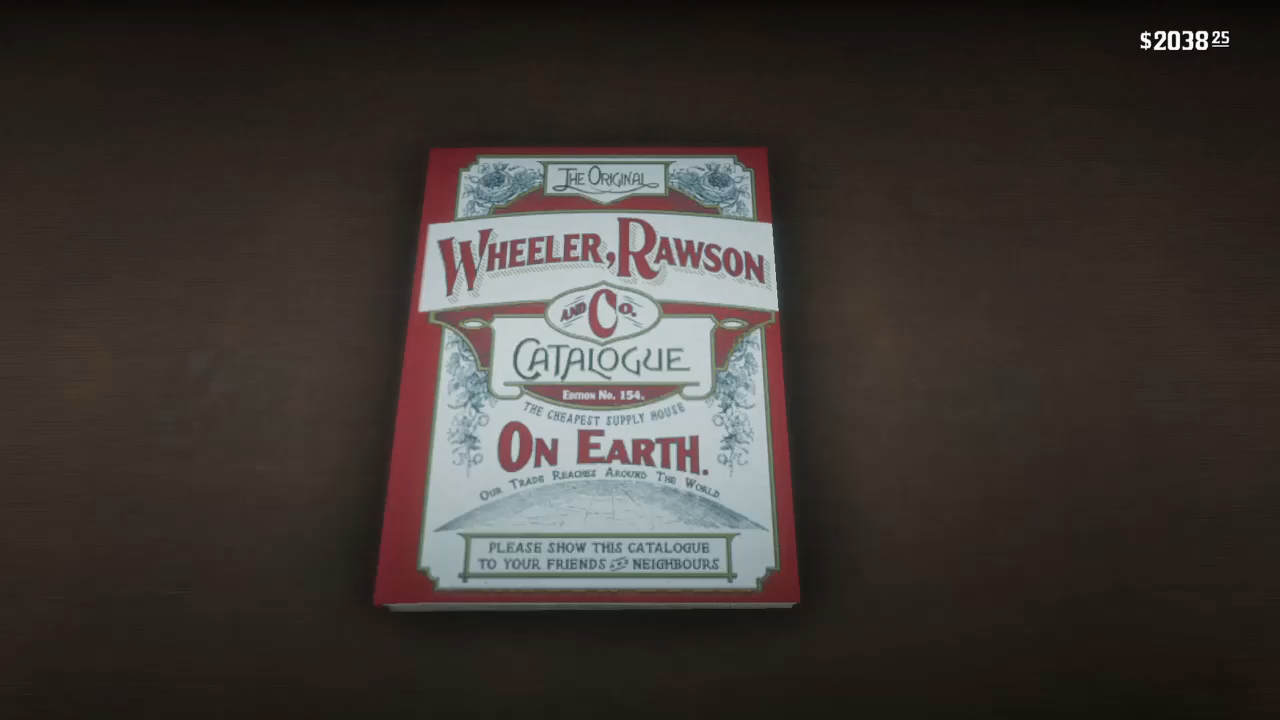 $2038 25
The Original
Wheeler, Rawson
and Co.
Catalogue
Edition No. 154.
The Cheapest Supply House
On Earth.
Our Trade Reaches Around The World
PLEASE SHOW THIS CATALOGUE
TO YOUR FRIENDS AND NEIGHBOURS